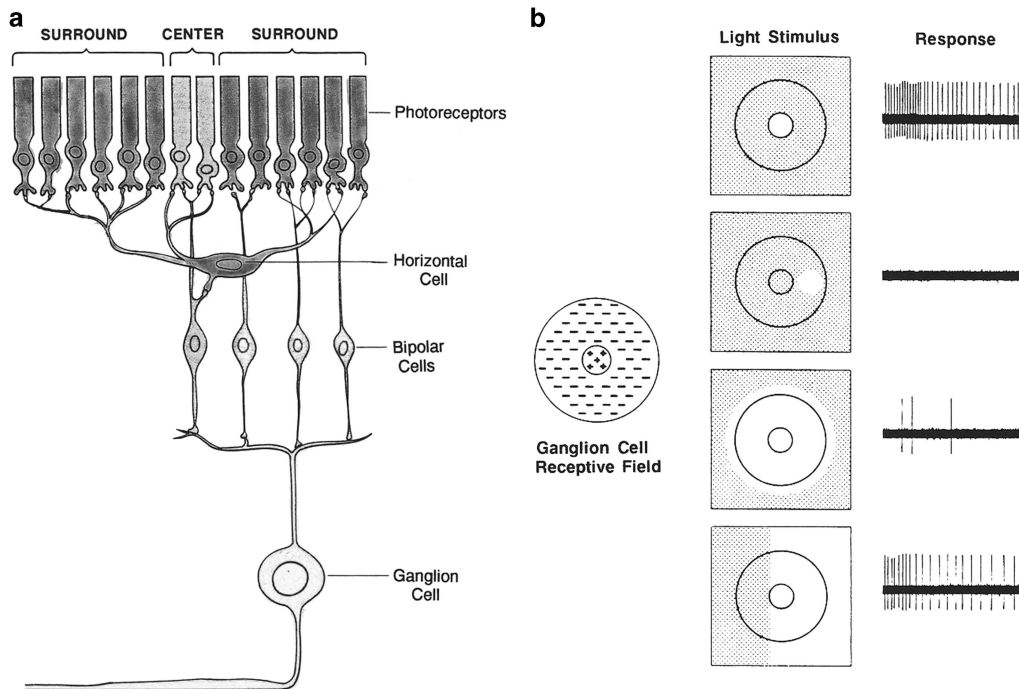 a
SURROUND CENTER SURROUND
Photoreceptors
Horizontal
Cell
Bipolar
Cells
Ganglion
Cell
b
Light Stimulus Response
Ganglion Cell
Receptive Field